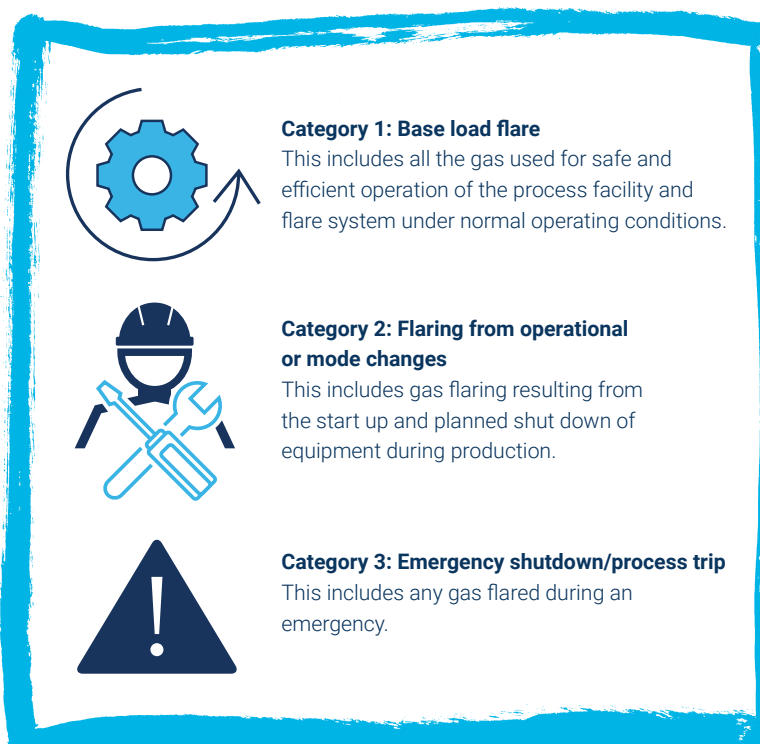 Category 1: Base load flare
This includes all the gas used for safe and
efficient operation of the process facility and
flare system under normal operating conditions.
Category 2: Flaring from operational
or mode changes
This includes gas flaring resulting from
the start up and planned shut down of
equipment during production.
Category 3: Emergency shutdown/process trip
This includes any gas flared during an
emergency.